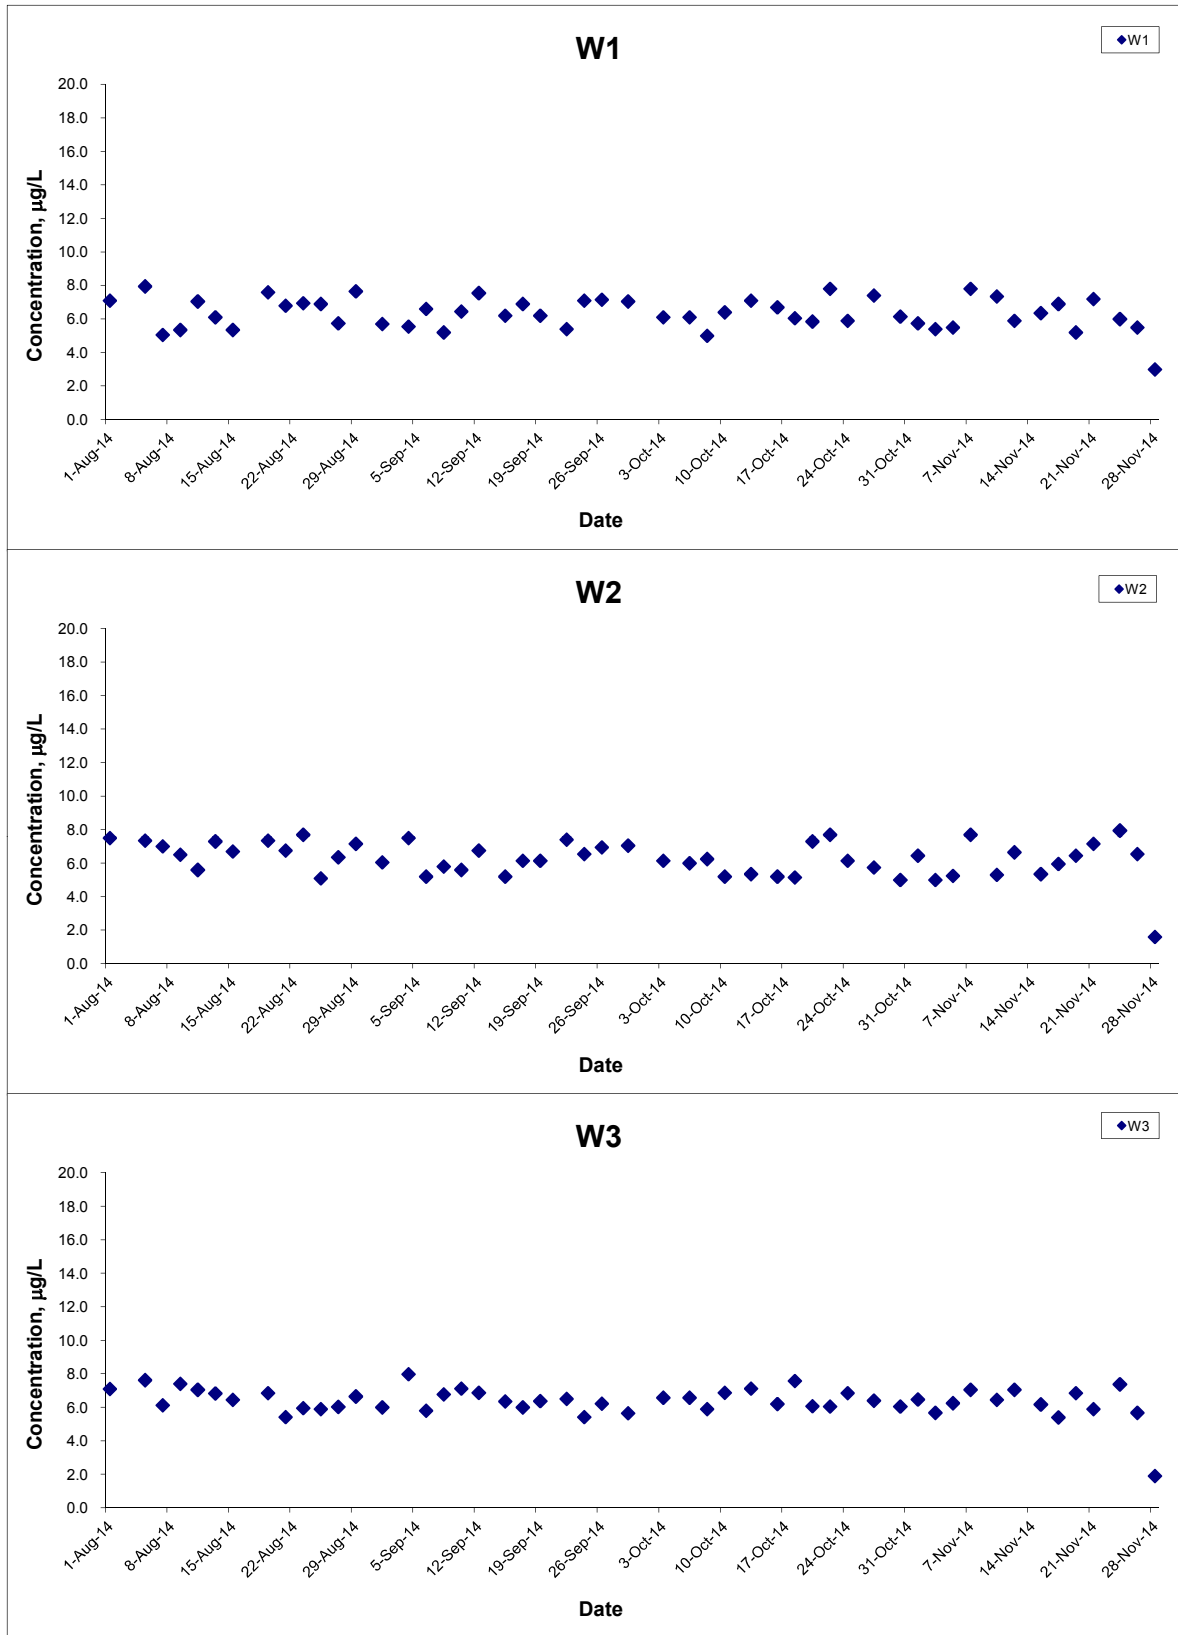 W1
W1
20.0
18.0
16.0
14.0
12.0
10.0
8.0
6.0
4.0
2.0
0.0
Concentration, µg/L
1-Aug-14
8-Aug-14
15-Aug-14
22-Aug-14
29-Aug-14
5-Sep-14
12-Sep-14
19-Sep-14
26-Sep-14
3-Oct-14
10-Oct-14
17-Oct-14
24-Oct-14
31-Oct-14
7-Nov-14
14-Nov-14
21-Nov-14
28-Nov-14
Date
W2
W2
20.0
18.0
16.0
14.0
12.0
10.0
8.0
6.0
4.0
2.0
0.0
Concentration, µg/L
1-Aug-14
8-Aug-14
15-Aug-14
22-Aug-14
29-Aug-14
5-Sep-14
12-Sep-14
19-Sep-14
26-Sep-14
3-Oct-14
10-Oct-14
17-Oct-14
24-Oct-14
31-Oct-14
7-Nov-14
14-Nov-14
21-Nov-14
28-Nov-14
Date
W3
W3
20.0
18.0
16.0
14.0
12.0
10.0
8.0
6.0
4.0
2.0
0.0
Concentration, µg/L
1-Aug-14
8-Aug-14
15-Aug-14
22-Aug-14
29-Aug-14
5-Sep-14
12-Sep-14
19-Sep-14
26-Sep-14
3-Oct-14
10-Oct-14
17-Oct-14
24-Oct-14
31-Oct-14
7-Nov-14
14-Nov-14
21-Nov-14
28-Nov-14
Date